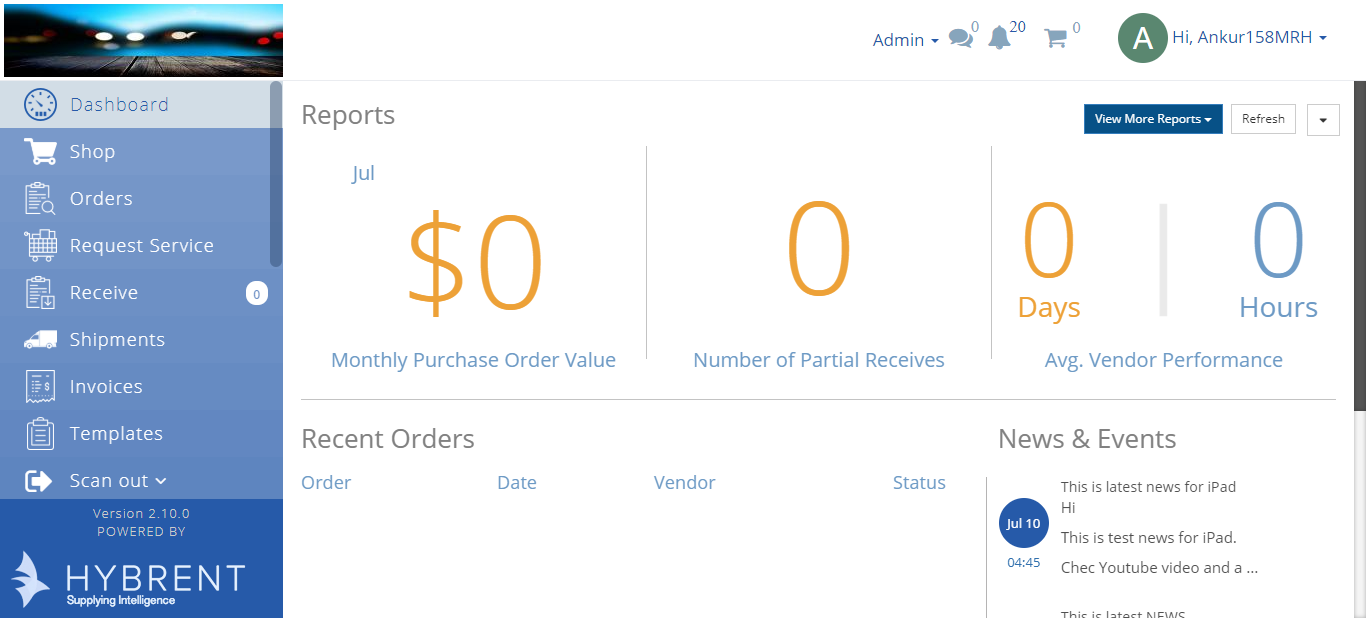 Admin
0
20
0
A
Hi, Ankur158MRH
Dashboard
Shop
Orders
Request Service
Receive
0
Shipments
Invoices
Templates
Scan out
Version 2.10.0
POWERED BY
HYBRENT
Supplying Intelligence
Reports
View More Reports
Refresh
Jul
$0
Monthly Purchase Order Value
0
Number of Partial Receives
0
Days
0
Hours
Avg. Vendor Performance
Recent Orders
Order Date Vendor Status
News & Events
Jul 10
04:45
This is latest news for iPad
Hi
This is test news for iPad.
Chec Youtube video and a ...
This is latest NEWS